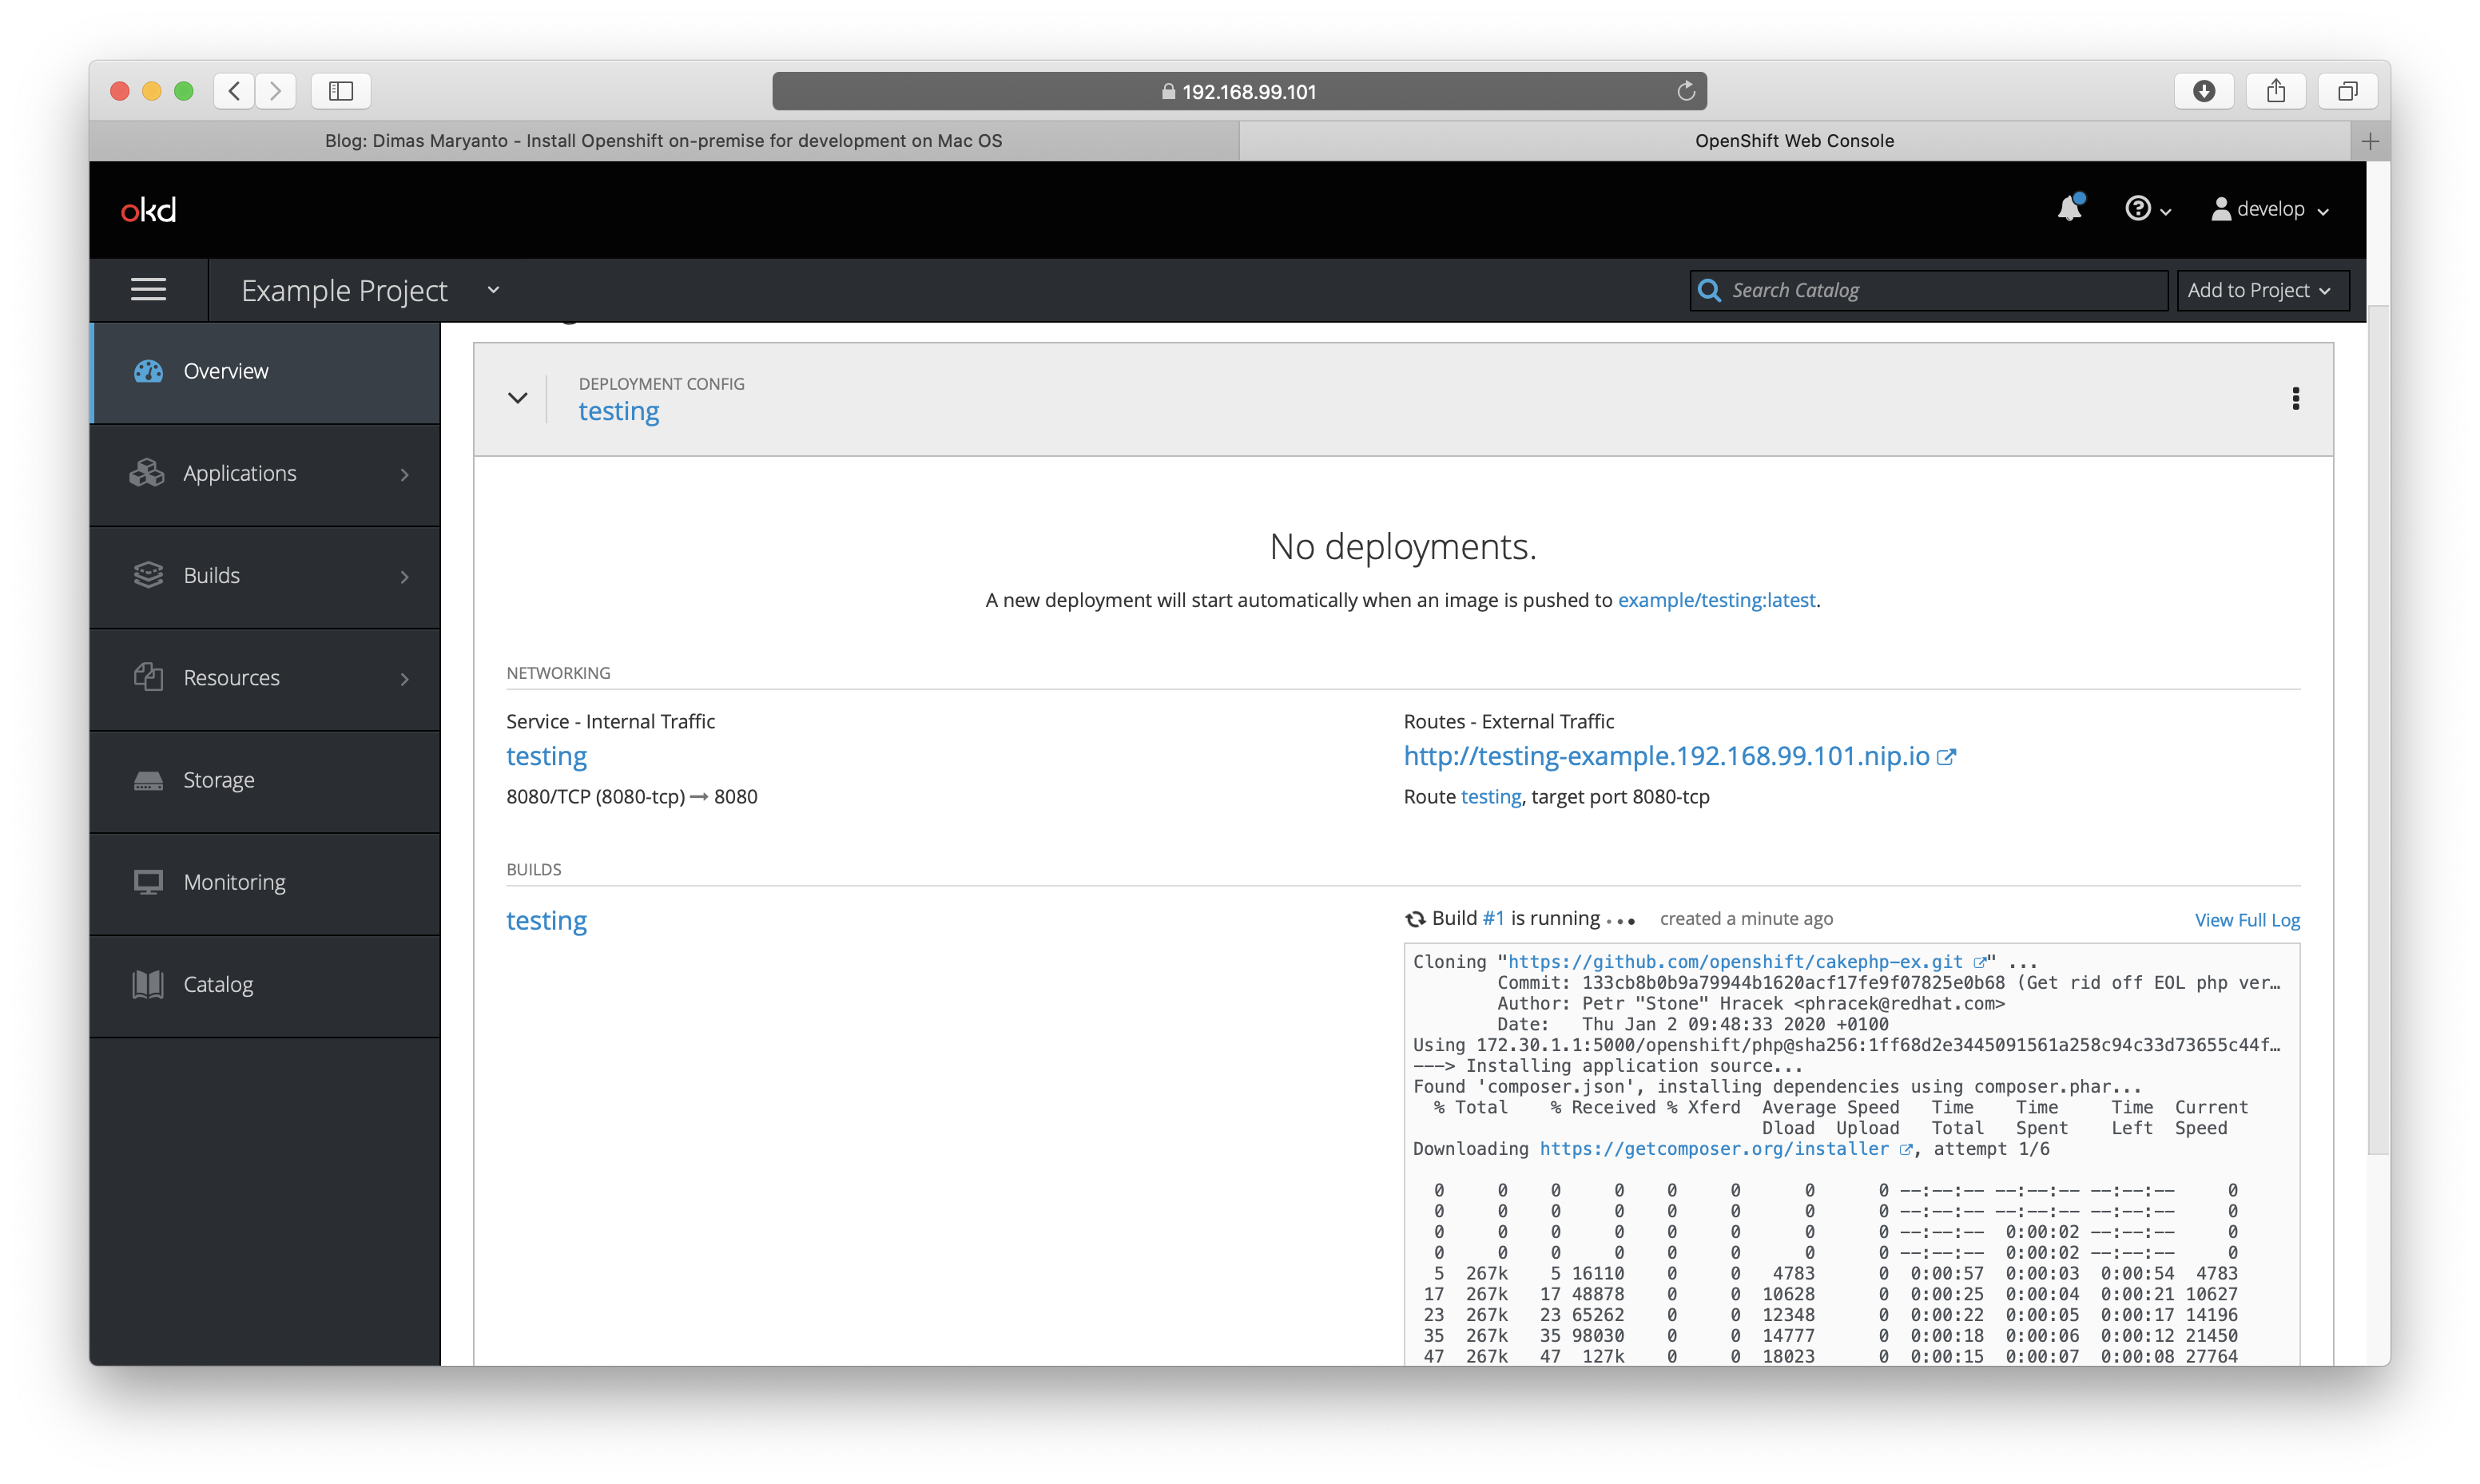 192.168.99.101
Blog: Dimas Maryanto - Install Openshift on-premise for development on Mac OS
OpenShift Web Console
okd
develop
Example Project
Search Catalog
Add to Project
Overview
Applications
Builds
Resources
Storage
Monitoring
Catalog
DEPLOYMENT CONFIG
testing
No deployments.
A new deployment will start automatically when an image is pushed to example/testing:latest.
NETWORKING
Service - Internal Traffic
testing
8080/TCP (8080-tcp) → 8080
Routes - External Traffic
http://testing-example.192.168.99.101.nip.io
Route testing, target port 8080-tcp
BUILDS
testing
Build #1 is running ... created a minute ago
View Full Log
Cloning "https://github.com/openshift/cakephp-ex.git" ...
Commit: 133cb8b0b9a79944b1620acf17fe9f07825e0b68 (Get rid off EOL php ver…
Author: Petr "Stone" Hracek <phracek@redhat.com>
Date: Thu Jan 2 09:48:33 2020 +0100
Using 172.30.1.1:5000/openshift/php@sha256:1ff68d2e3445091561a258c94c33d73655c44f…
---> Installing application source...
Found 'composer.json', installing dependencies using composer.phar...
% Total % Received % Xferd Average Speed Time Time Time Current
Dload Upload Total Spent Left Speed
Downloading https://getcomposer.org/installer, attempt 1/6
0 0 0 0 0 0 0 0 --:--:-- --:--:-- --:--:-- 0
0 0 0 0 0 0 0 0 --:--:-- --:--:-- --:--:-- 0
0 0 0 0 0 0 0 0 --:--:-- 0:00:02 --:--:-- 0
0 0 0 0 0 0 0 0 --:--:-- 0:00:02 --:--:-- 0
5 267k 5 16110 0 0 4783 0 0:00:57 0:00:03 0:00:54 4783
17 267k 17 48878 0 0 10628 0 0:00:25 0:00:04 0:00:21 10627
23 267k 23 65262 0 0 12348 0 0:00:22 0:00:05 0:00:17 14196
35 267k 35 98030 0 0 14777 0 0:00:18 0:00:06 0:00:12 21450
47 267k 47 127k 0 0 18023 0 0:00:15 0:00:07 0:00:08 27764